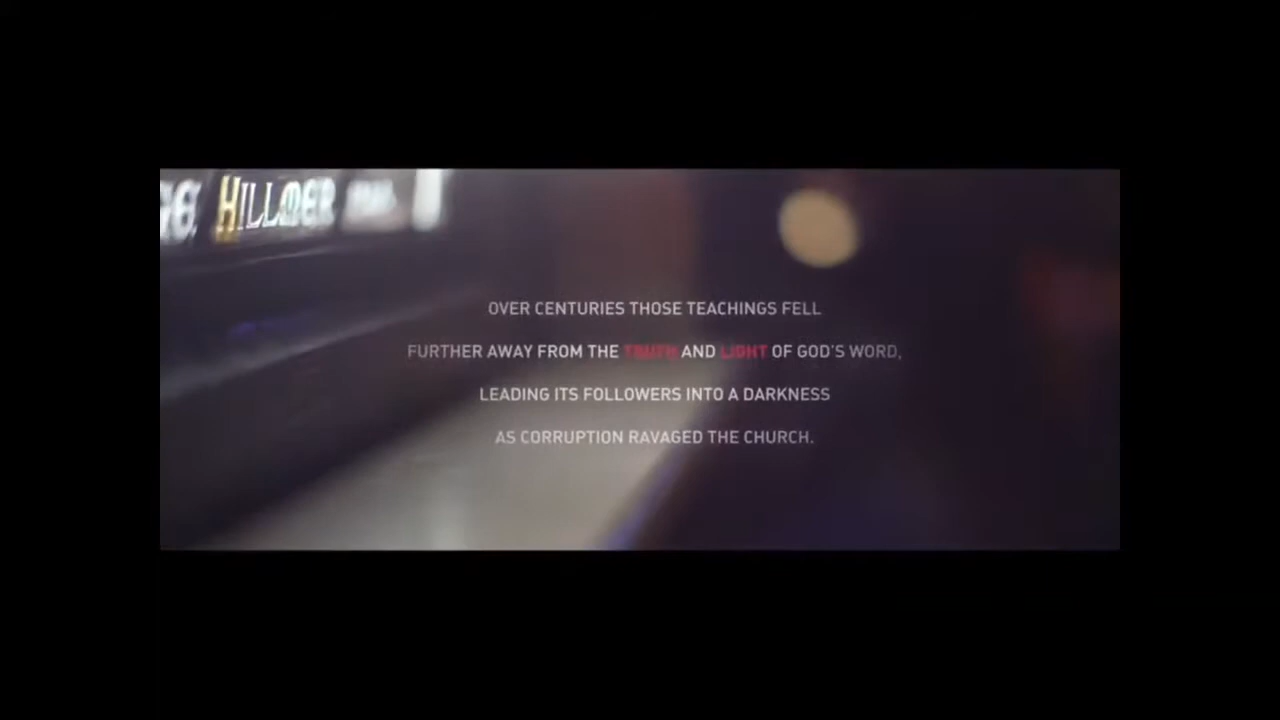 HILLMER
OVER CENTURIES THOSE TEACHINGS FELL
FURTHER AWAY FROM THE TRUTH AND LIGHT OF GOD'S WORD,
LEADING ITS FOLLOWERS INTO A DARKNESS
AS CORRUPTION RAVAGED THE CHURCH.